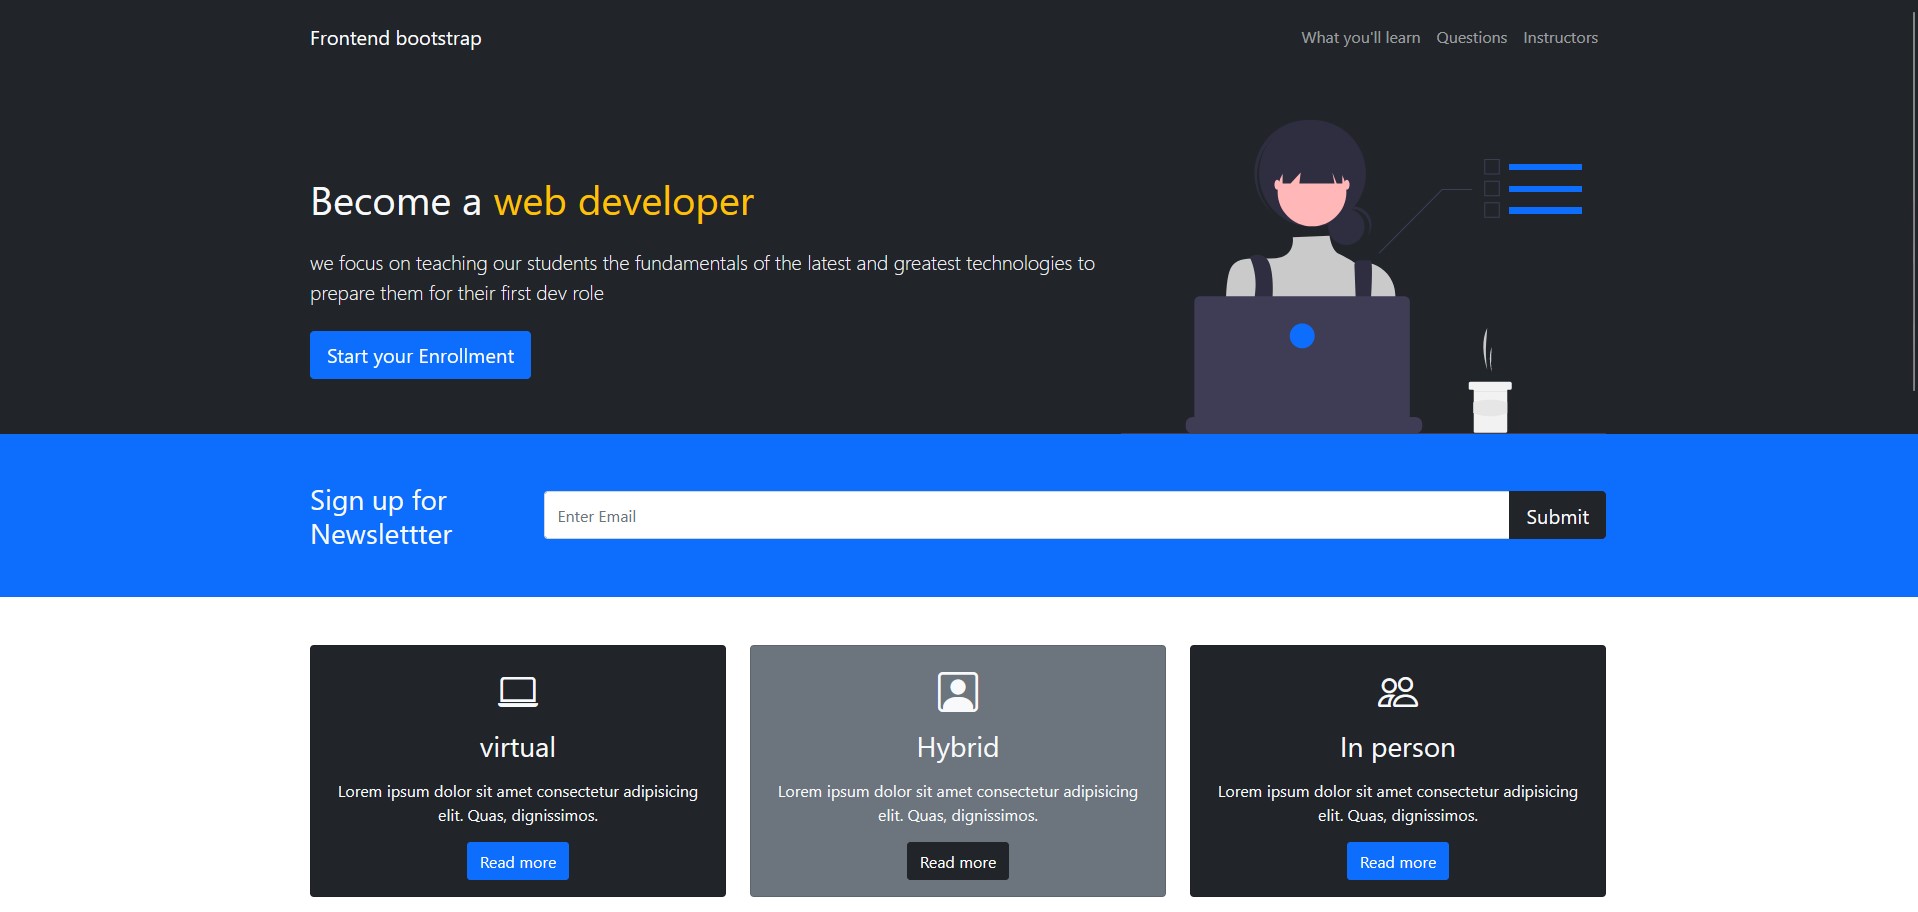 Frontend bootstrap
What you'll learn Questions Instructors
Become a web developer
we focus on teaching our students the fundamentals of the latest and greatest technologies to
prepare them for their first dev role
Start your Enrollment
Sign up for
Newslettter
Enter Email
Submit
virtual
Lorem ipsum dolor sit amet consectetur adipisicing
elit. Quas, dignissimos.
Read more
Hybrid
Lorem ipsum dolor sit amet consectetur adipisicing
elit. Quas, dignissimos.
Read more
In person
Lorem ipsum dolor sit amet consectetur adipisicing
elit. Quas, dignissimos.
Read more